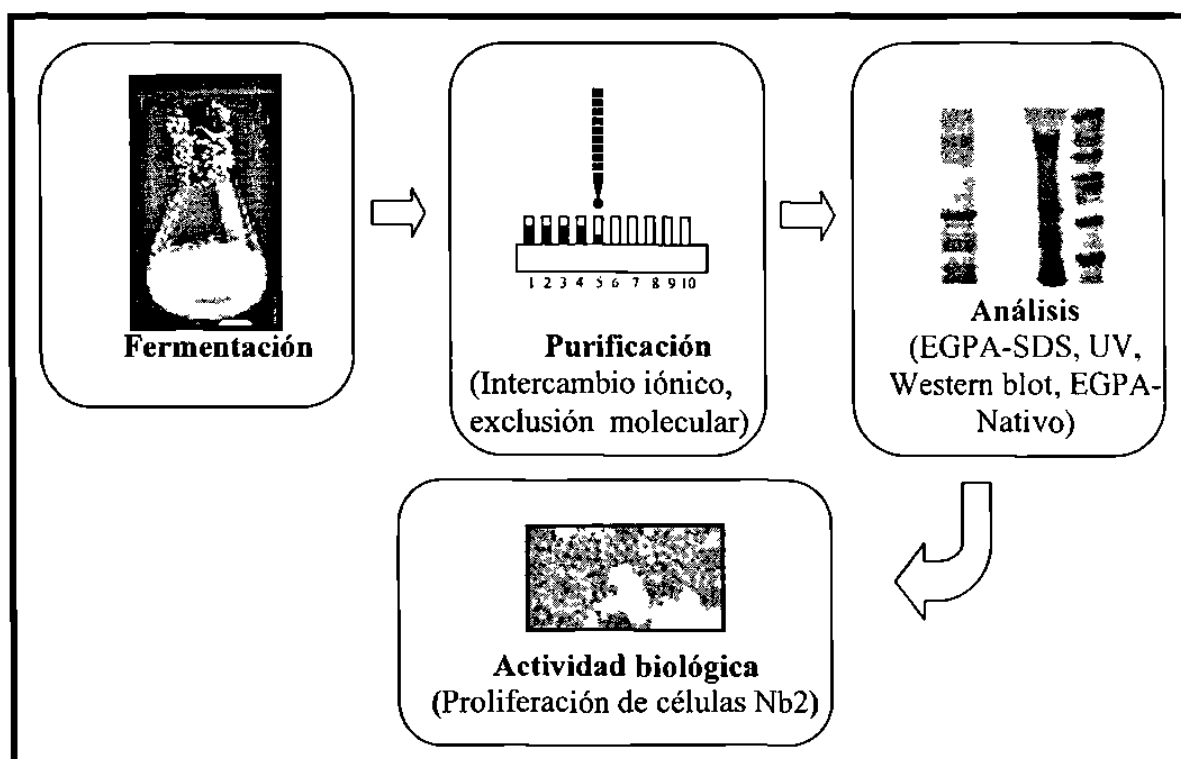 Fermentación
1 2 3 4 5 6 7 8 9 10
Purificación
(Intercambio iónico,
exclusión molecular)
Análisis
(EGPA-SDS, UV,
Western blot, EGPA-
Nativo)
Actividad biológica
(Proliferación de células Nb2)